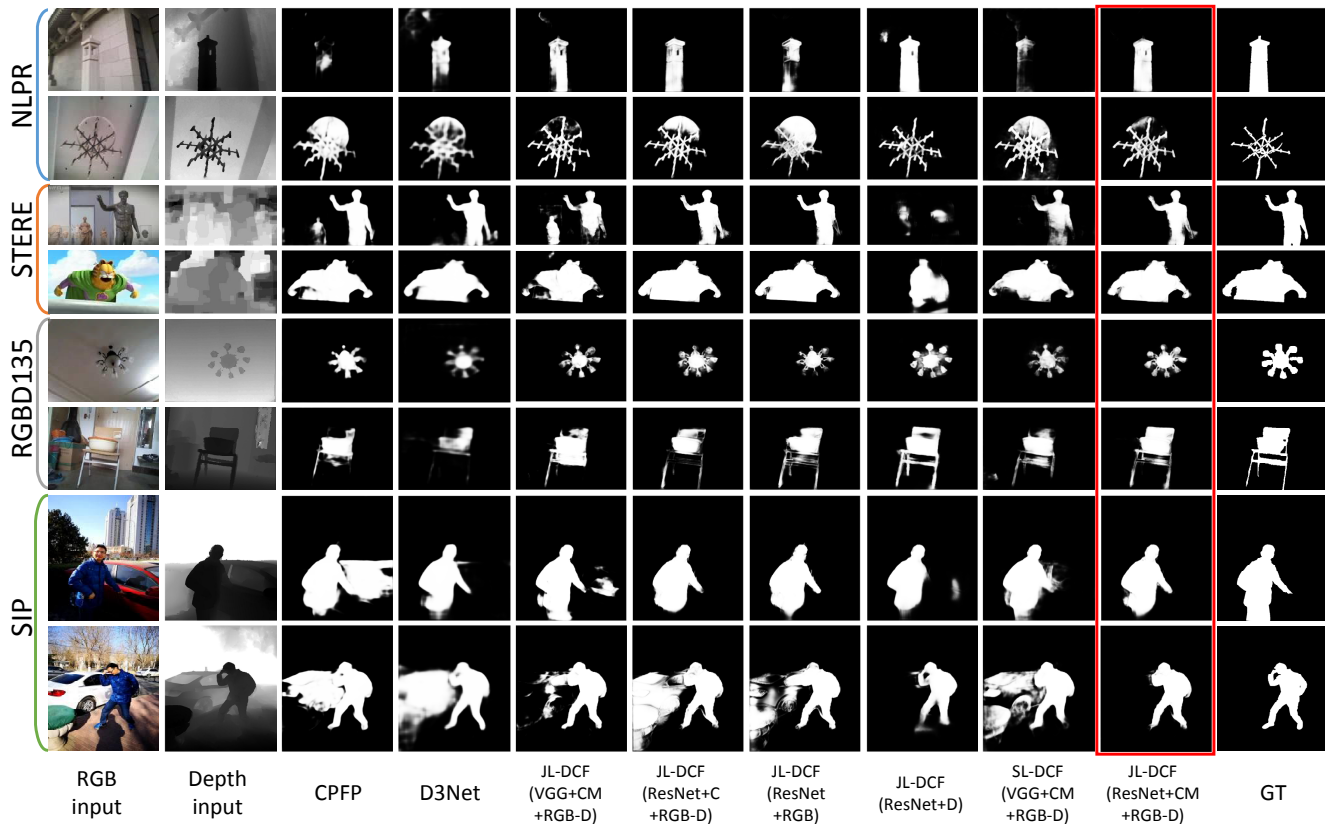 NLPR
STERE
RGBD135
SIP
RGB
input
Depth
input
CPFP
D3Net
JL-DCF
(VGG+CM
+RGB-D)
JL-DCF
(ResNet+C
+RGB-D)
JL-DCF
(ResNet
+RGB)
JL-DCF
(ResNet+D)
SL-DCF
(VGG+CM
+RGB-D)
JL-DCF
(ResNet+CM
+RGB-D)
GT